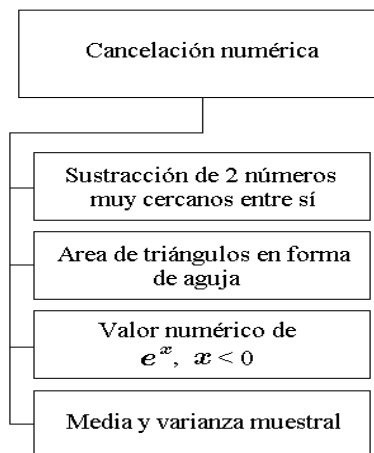 Cancelación numérica
Sustracción de 2 números
muy cercanos entre sí
Area de triángulos en forma
de aguja
Valor numérico de
e^x, x < 0
Media y varianza muestral